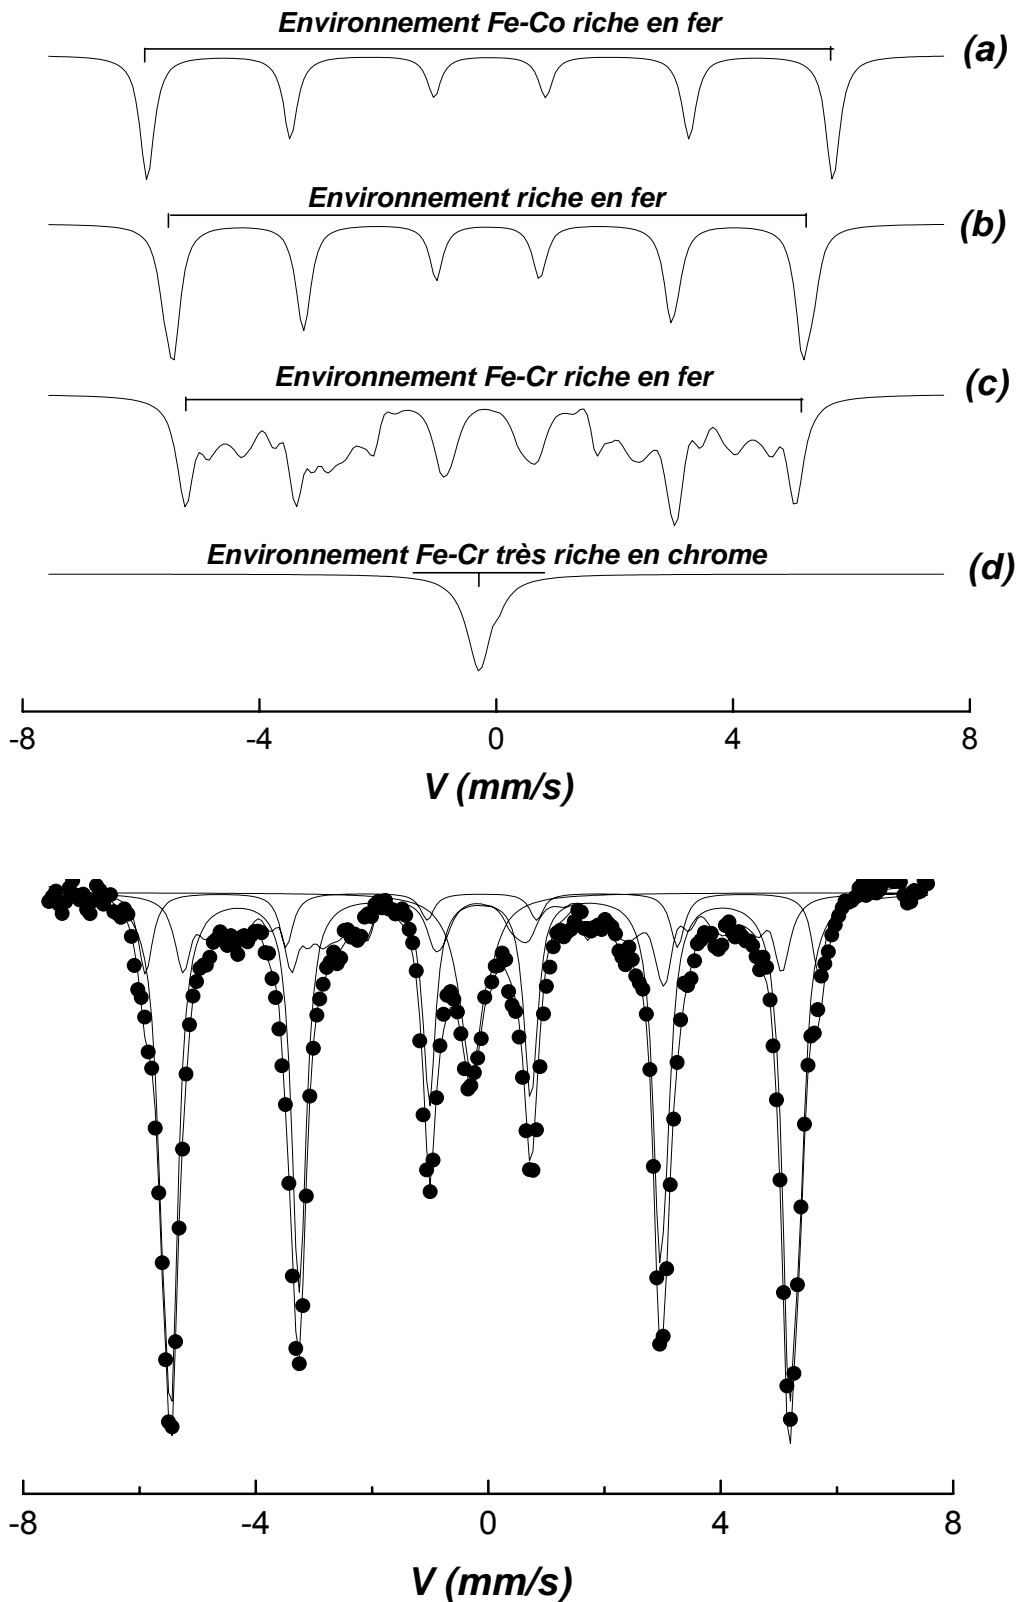 Environnement Fe-Co riche en fer
(a)
Environnement riche en fer
(b)
Environnement Fe-Cr riche en fer
(c)
Environnement Fe-Cr très riche en chrome
(d)
-8 -4 0 4 8
V (mm/s)
-8 -4 0 4 8
V (mm/s)